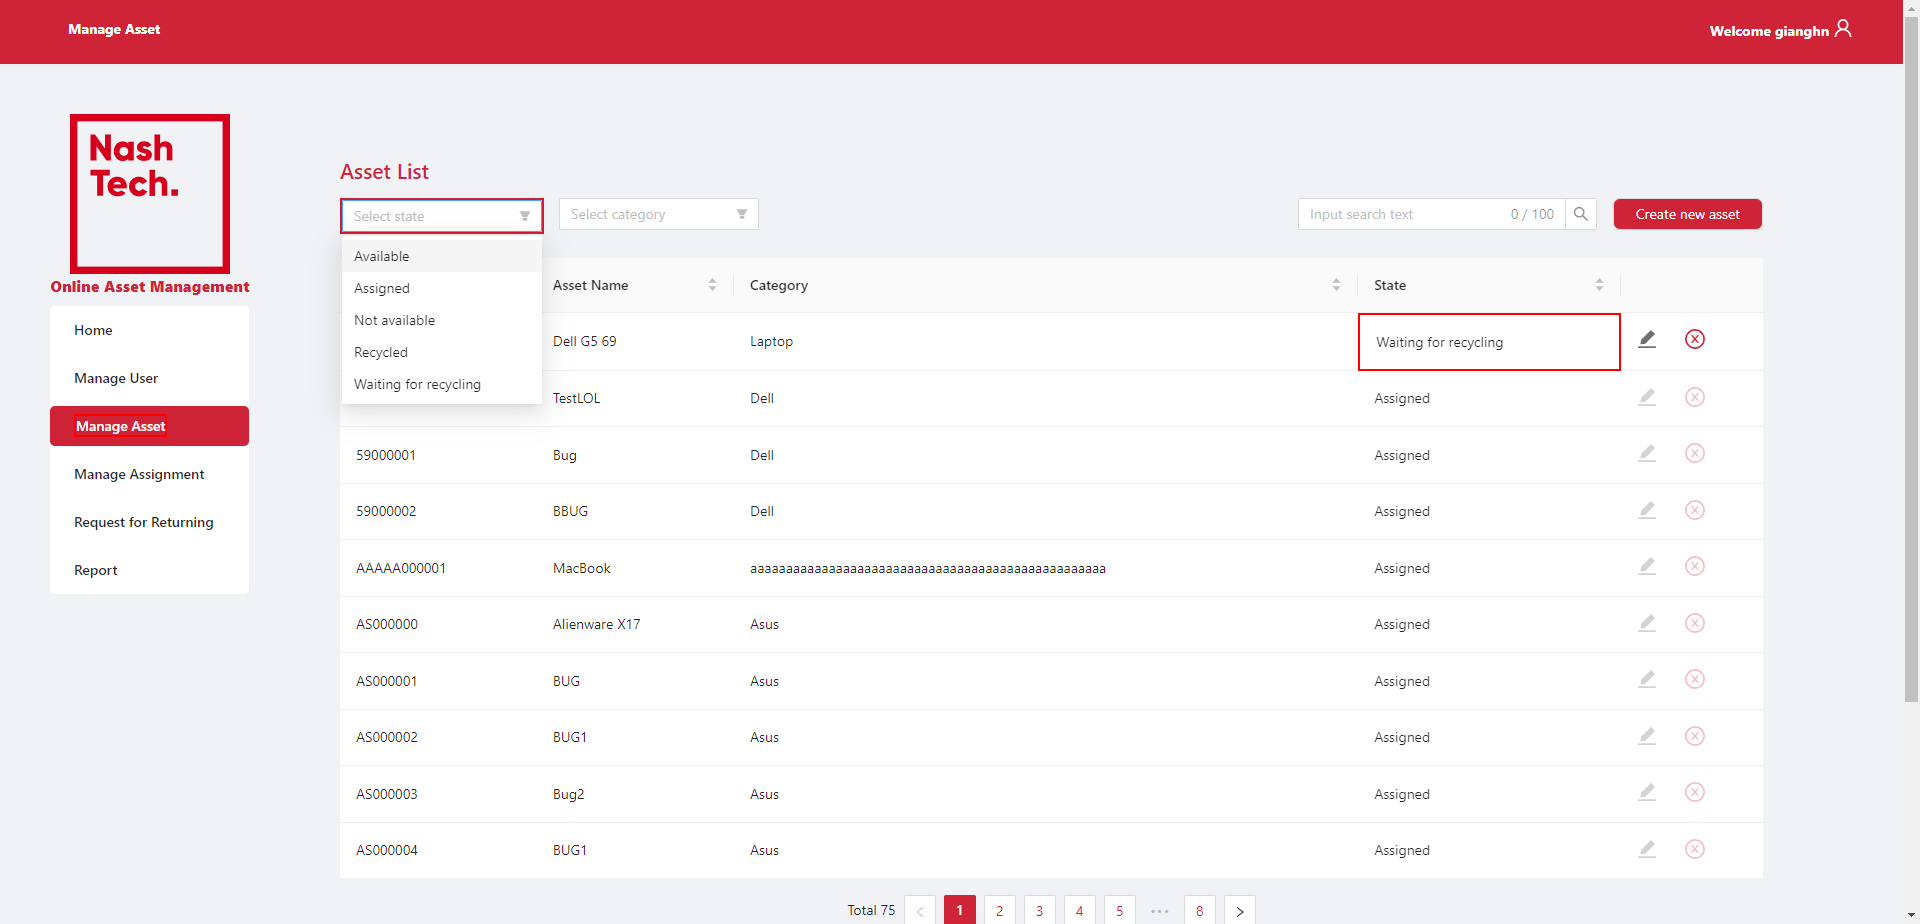 Manage Asset
Welcome gianghn
Nash
Tech.
Online Asset Management
Home
Manage User
Manage Asset
Manage Assignment
Request for Returning
Report
Asset List
Select state
Select category
Input search text 0 / 100
Create new asset
Available
Assigned
Not available
Recycled
Waiting for recycling
Asset Name Category State
Dell G5 69 Laptop Waiting for recycling
TestLOL Dell Assigned
59000001 Bug Dell Assigned
59000002 BBUG Dell Assigned
AAAAA000001 MacBook aaaaaaaaaaaaaaaaaaaaaaaaaaaaaaaaaaaaaaaaaaaaaaaaaa Assigned
AS000000 Alienware X17 Asus Assigned
AS000001 BUG Asus Assigned
AS000002 BUG1 Asus Assigned
AS000003 Bug2 Asus Assigned
AS000004 BUG1 Asus Assigned
Total 75 < 1 2 3 4 5 ••• 8 >